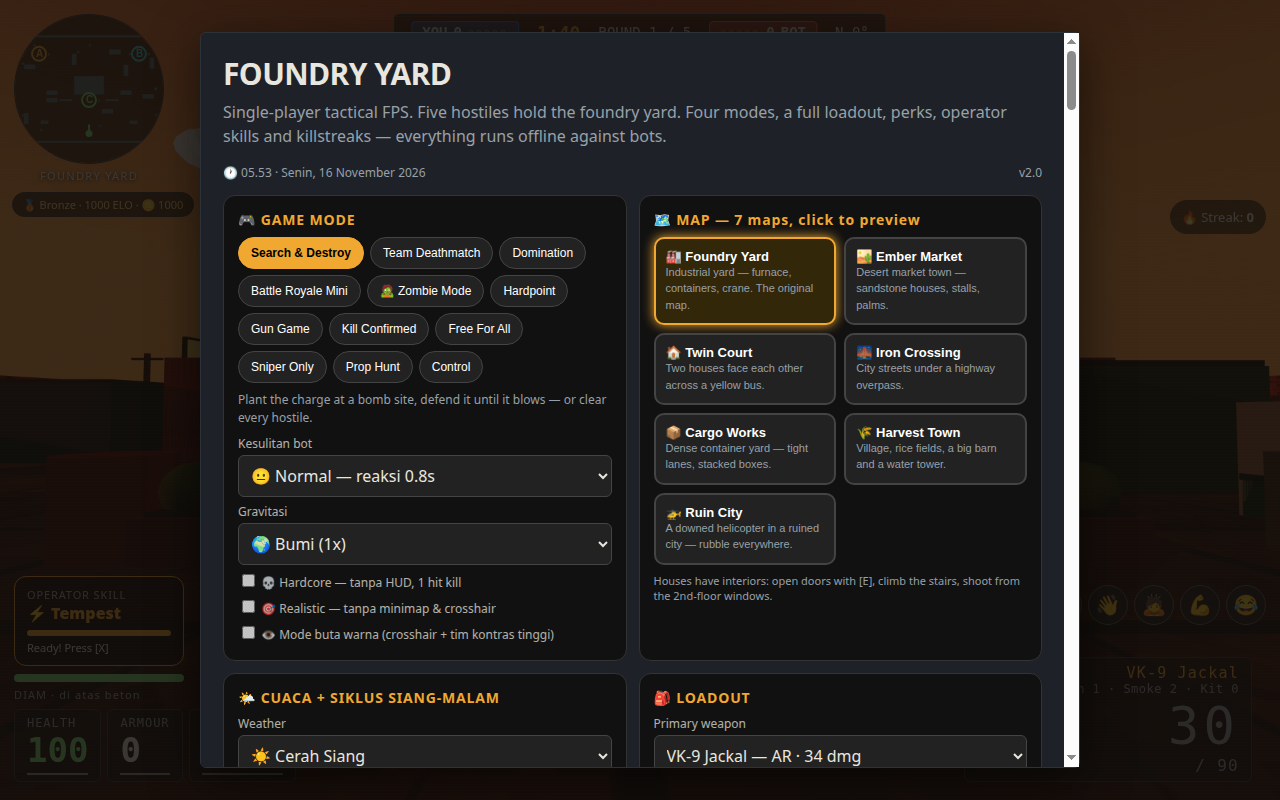 YOU 0
1:40
ROUND 1 / 5
0 BOT
N 0°
A
B
C
FOUNDRY YARD
Bronze · 1000 ELO · 1000
Streak: 0
FOUNDRY YARD
Single-player tactical FPS. Five hostiles hold the foundry yard. Four modes, a full loadout, perks, operator
skills and killstreaks — everything runs offline against bots.
05.53 · Senin, 16 November 2026
v2.0
GAME MODE
Search & Destroy
Team Deathmatch
Domination
Battle Royale Mini
Zombie Mode
Hardpoint
Gun Game
Kill Confirmed
Free For All
Sniper Only
Prop Hunt
Control
Plant the charge at a bomb site, defend it until it blows — or clear
every hostile.
Kesulitan bot
Normal — reaksi 0.8s
Gravitasi
Bumi (1x)
Hardcore — tanpa HUD, 1 hit kill
Realistic — tanpa minimap & crosshair
Mode buta warna (crosshair + tim kontras tinggi)
MAP — 7 maps, click to preview
Foundry Yard
Industrial yard — furnace,
containers, crane. The original
map.
Ember Market
Desert market town —
sandstone houses, stalls,
palms.
Twin Court
Two houses face each other
across a yellow bus.
Iron Crossing
City streets under a highway
overpass.
Cargo Works
Dense container yard — tight
lanes, stacked boxes.
Harvest Town
Village, rice fields, a big barn
and a water tower.
Ruin City
A downed helicopter in a ruined
city — rubble everywhere.
Houses have interiors: open doors with [E], climb the stairs, shoot from
the 2nd-floor windows.
CUACA + SIKLUS SIANG-MALAM
Weather
Cerah Siang
LOADOUT
Primary weapon
VK-9 Jackal — AR · 34 dmg
OPERATOR SKILL
Tempest
Ready! Press [X]
DIAM · di atas beton
HEALTH
100
ARMOUR
0
VK-9 Jackal
1 · Smoke 2 · Kit 0
30
/ 90